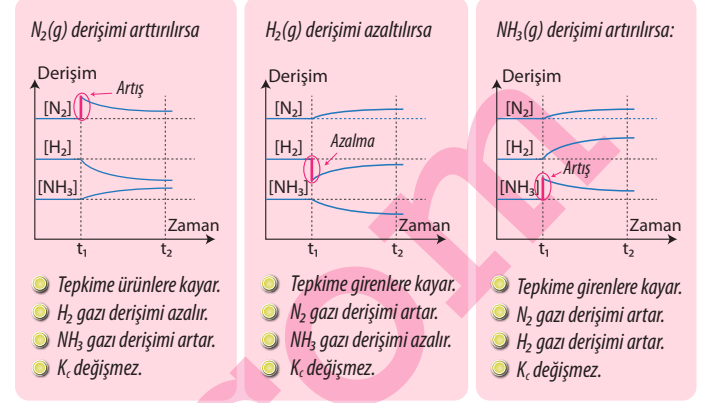 N₂(g) derişimi arttırılırsa
Derişim
Artış
[N₂]
[H₂]
[NH₃]
Zaman
t₁ t₂
Tepkime ürünlere kayar.
H₂ gazı derişimi azalır.
NH₃ gazı derişimi artar.
K꜀ değişmez.
H₂(g) derişimi azaltılırsa
Derişim
[N₂]
Azalma
[H₂]
[NH₃]
Zaman
t₁ t₂
Tepkime girenlere kayar.
N₂ gazı derişimi artar.
NH₃ gazı derişimi azalır.
K꜀ değişmez.
NH₃(g) derişimi artırılırsa:
Derişim
[N₂]
[H₂]
Artış
[NH₃]
Zaman
t₁ t₂
Tepkime girenlere kayar.
N₂ gazı derişimi artar.
H₂ gazı derişimi artar.
K꜀ değişmez.